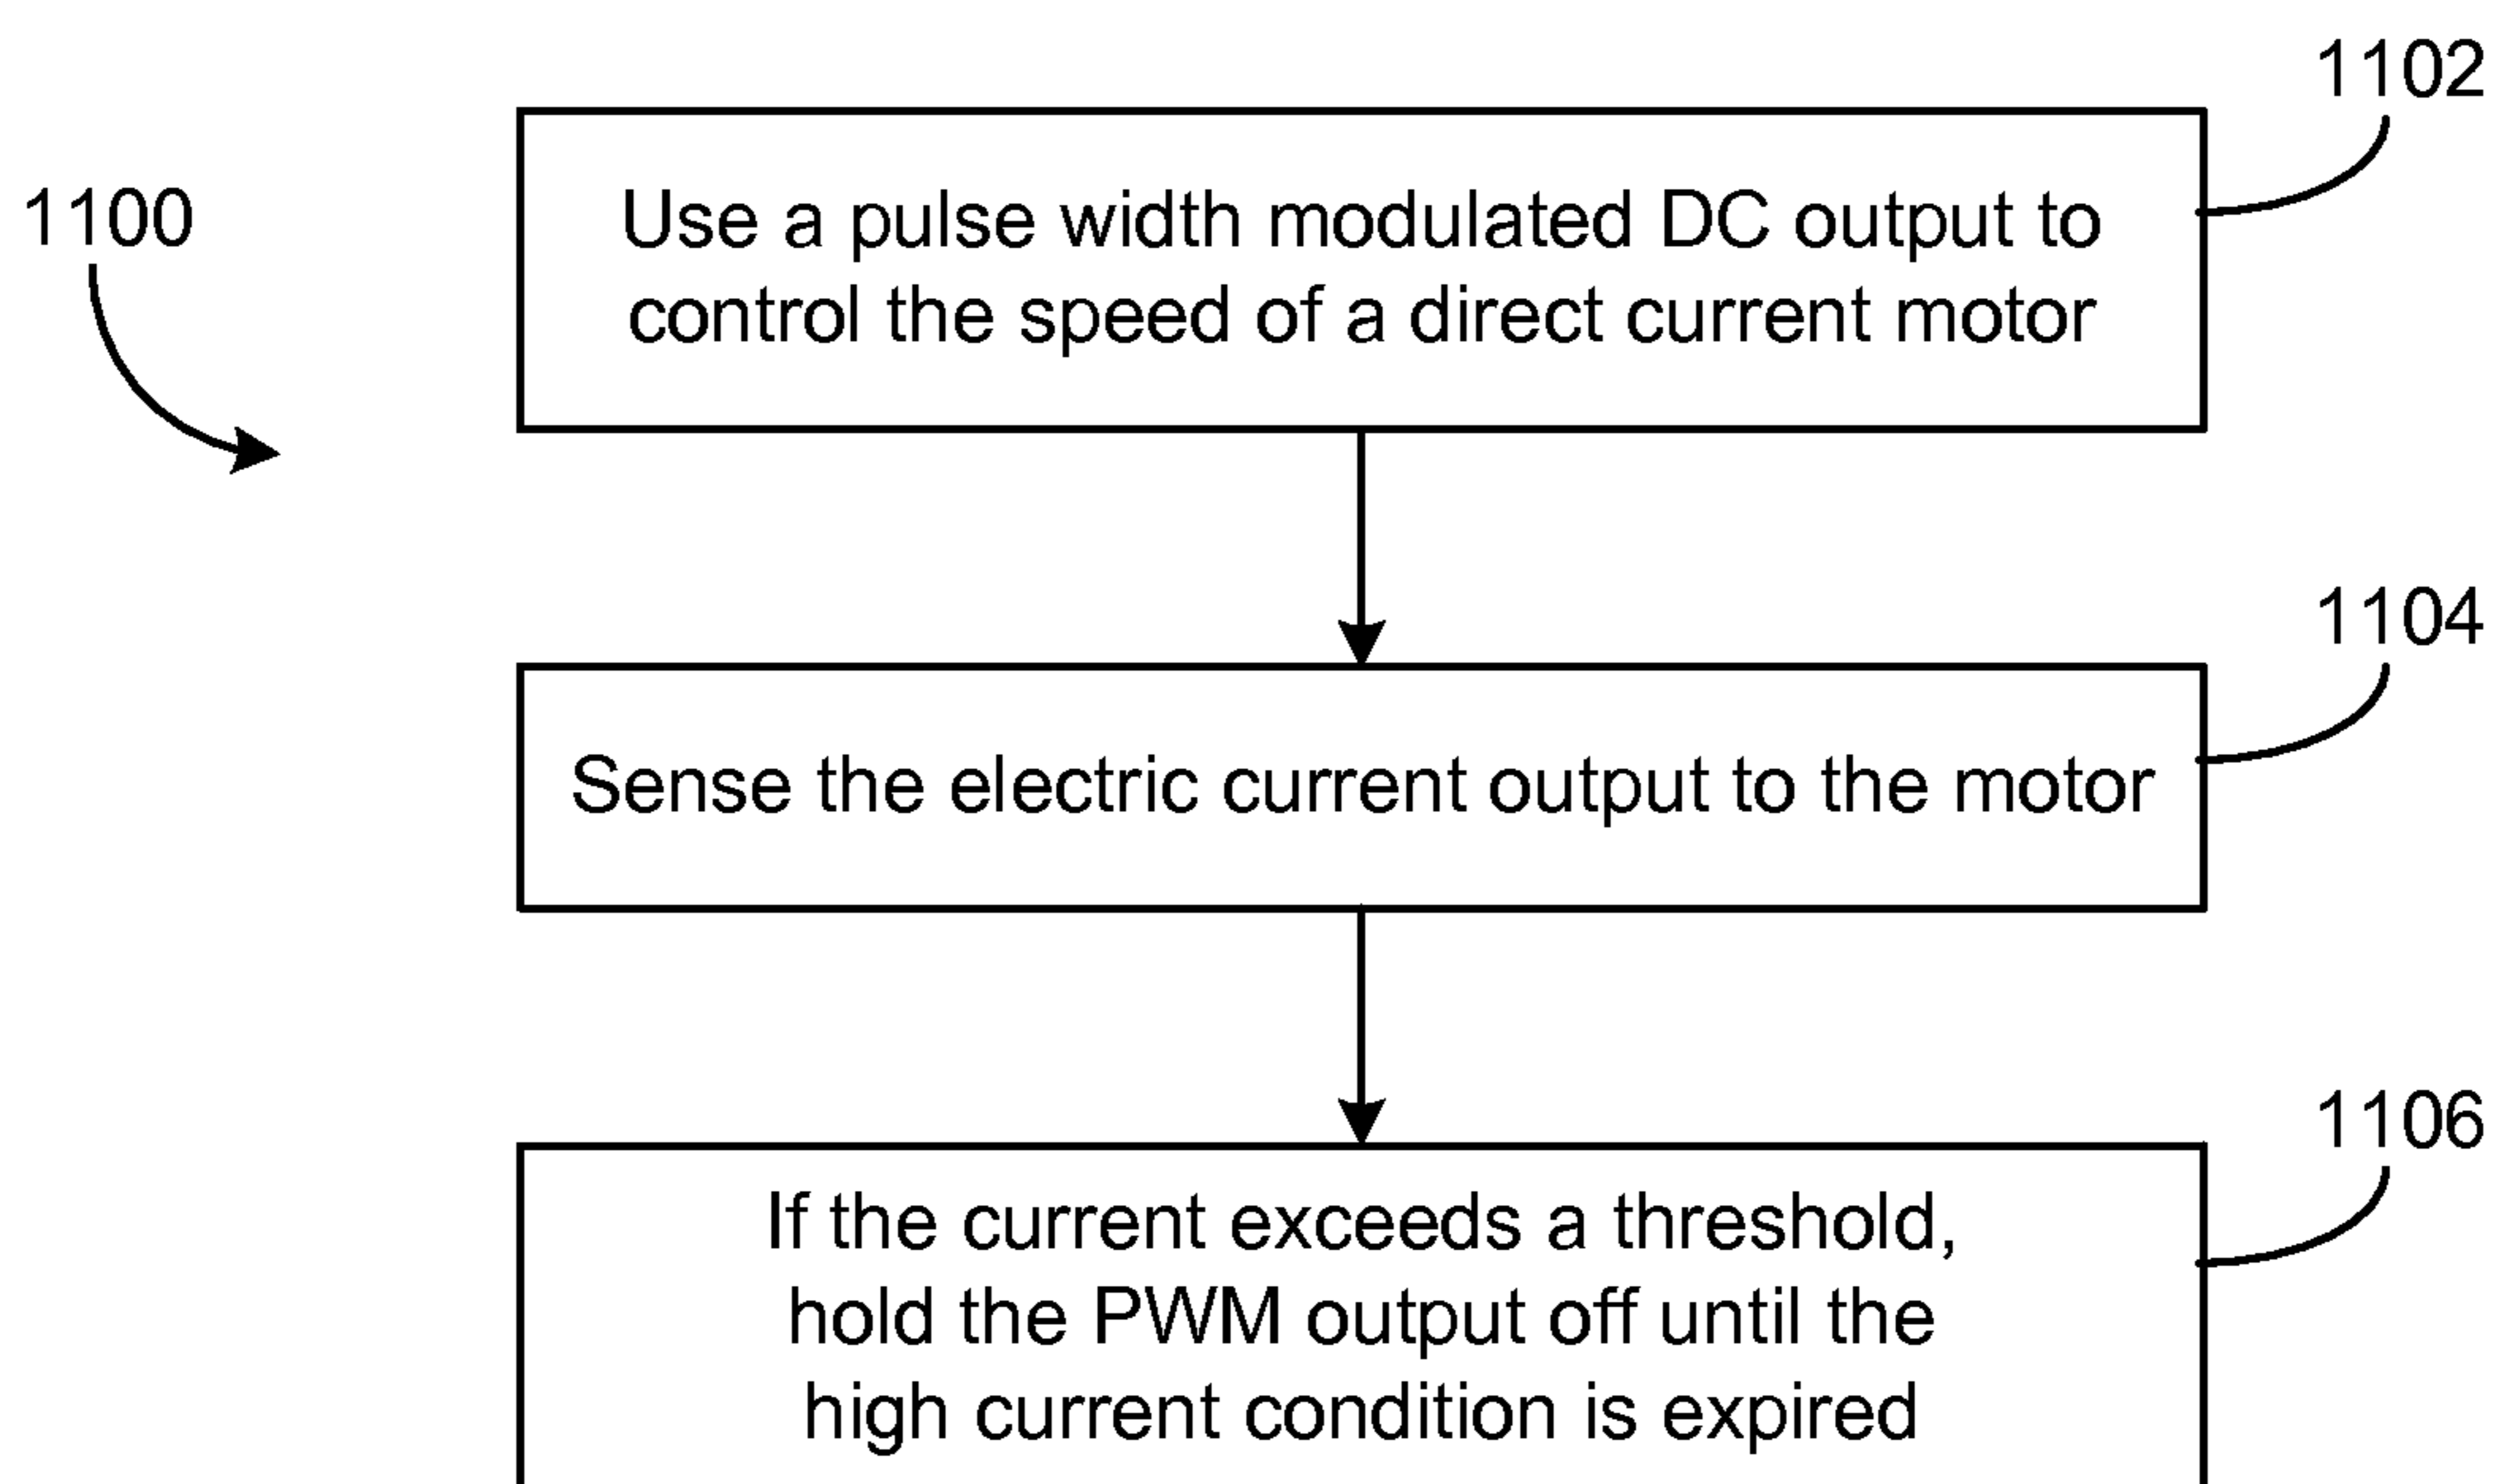 1102
1100
Use a pulse width modulated DC output to
control the speed of a direct current motor
1104
Sense the electric current output to the motor
1106
If the current exceeds a threshold,
hold the PWM output off until the
high current condition is expired